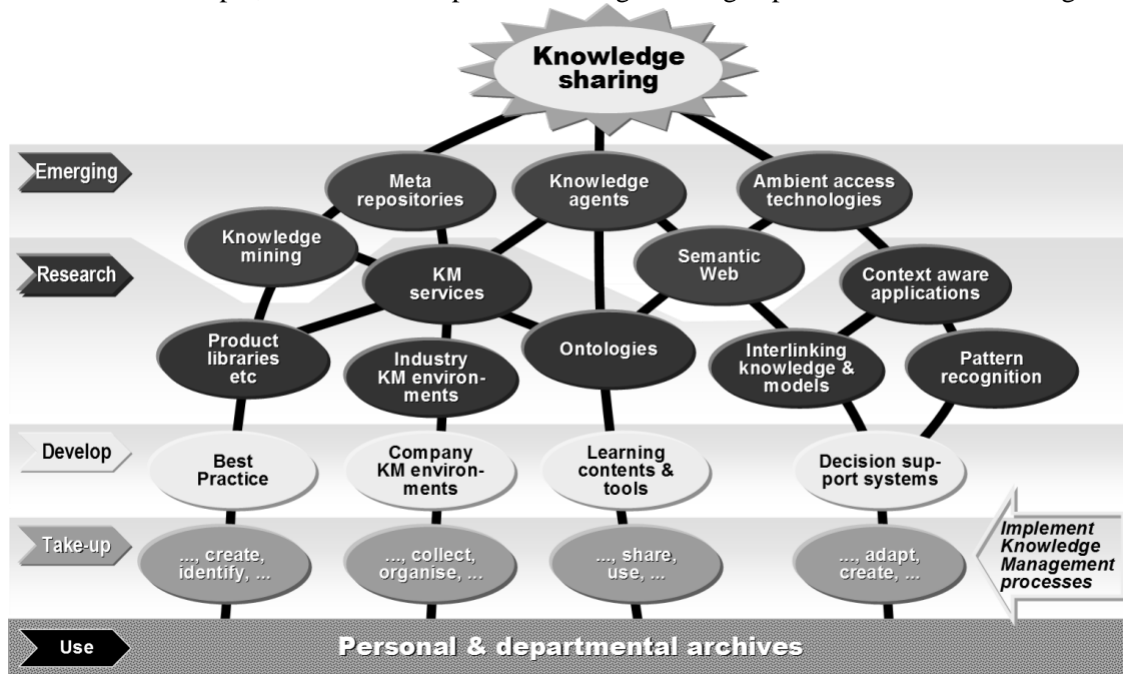 Knowledge
sharing
Emerging
Meta
repositories
Knowledge
agents
Ambient access
technologies
Knowledge
mining
Semantic
Web
Research
KM
services
Context aware
applications
Product
libraries
etc
Industry
KM environ-
ments
Ontologies
Interlinking
knowledge &
models
Pattern
recognition
Develop
Best
Practice
Company
KM environ-
ments
Learning
contents &
tools
Decision sup-
port systems
Take-up
..., create,
identify, ...
..., collect,
organise, ...
..., share,
use, ...
..., adapt,
create, ...
Implement
Knowledge
Management
processes
Use
Personal & departmental archives